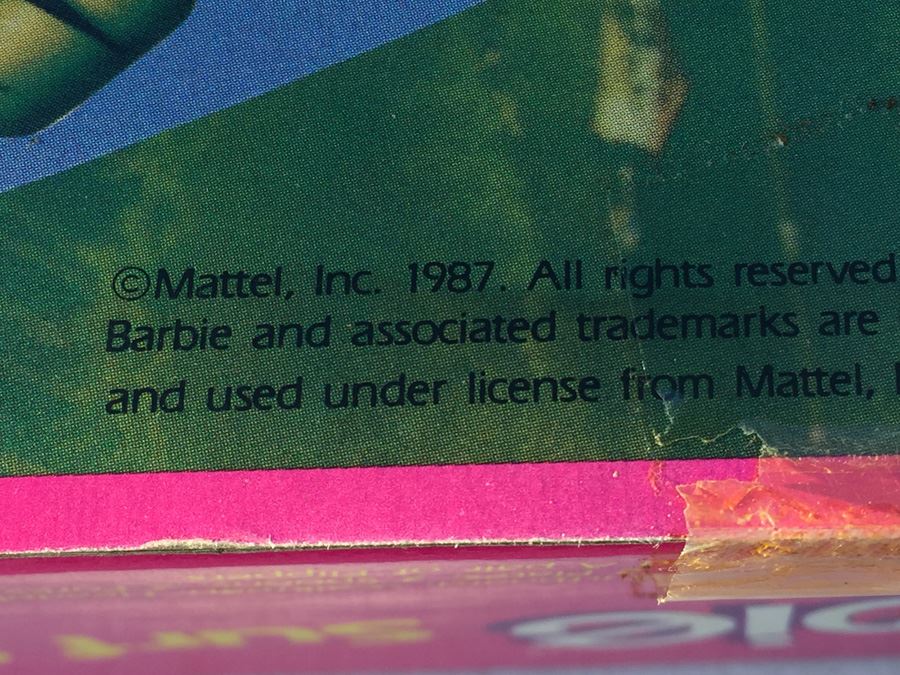 ©Mattel, Inc. 1987. All rights reserved
Barbie and associated trademarks are
and used under license from Mattel,